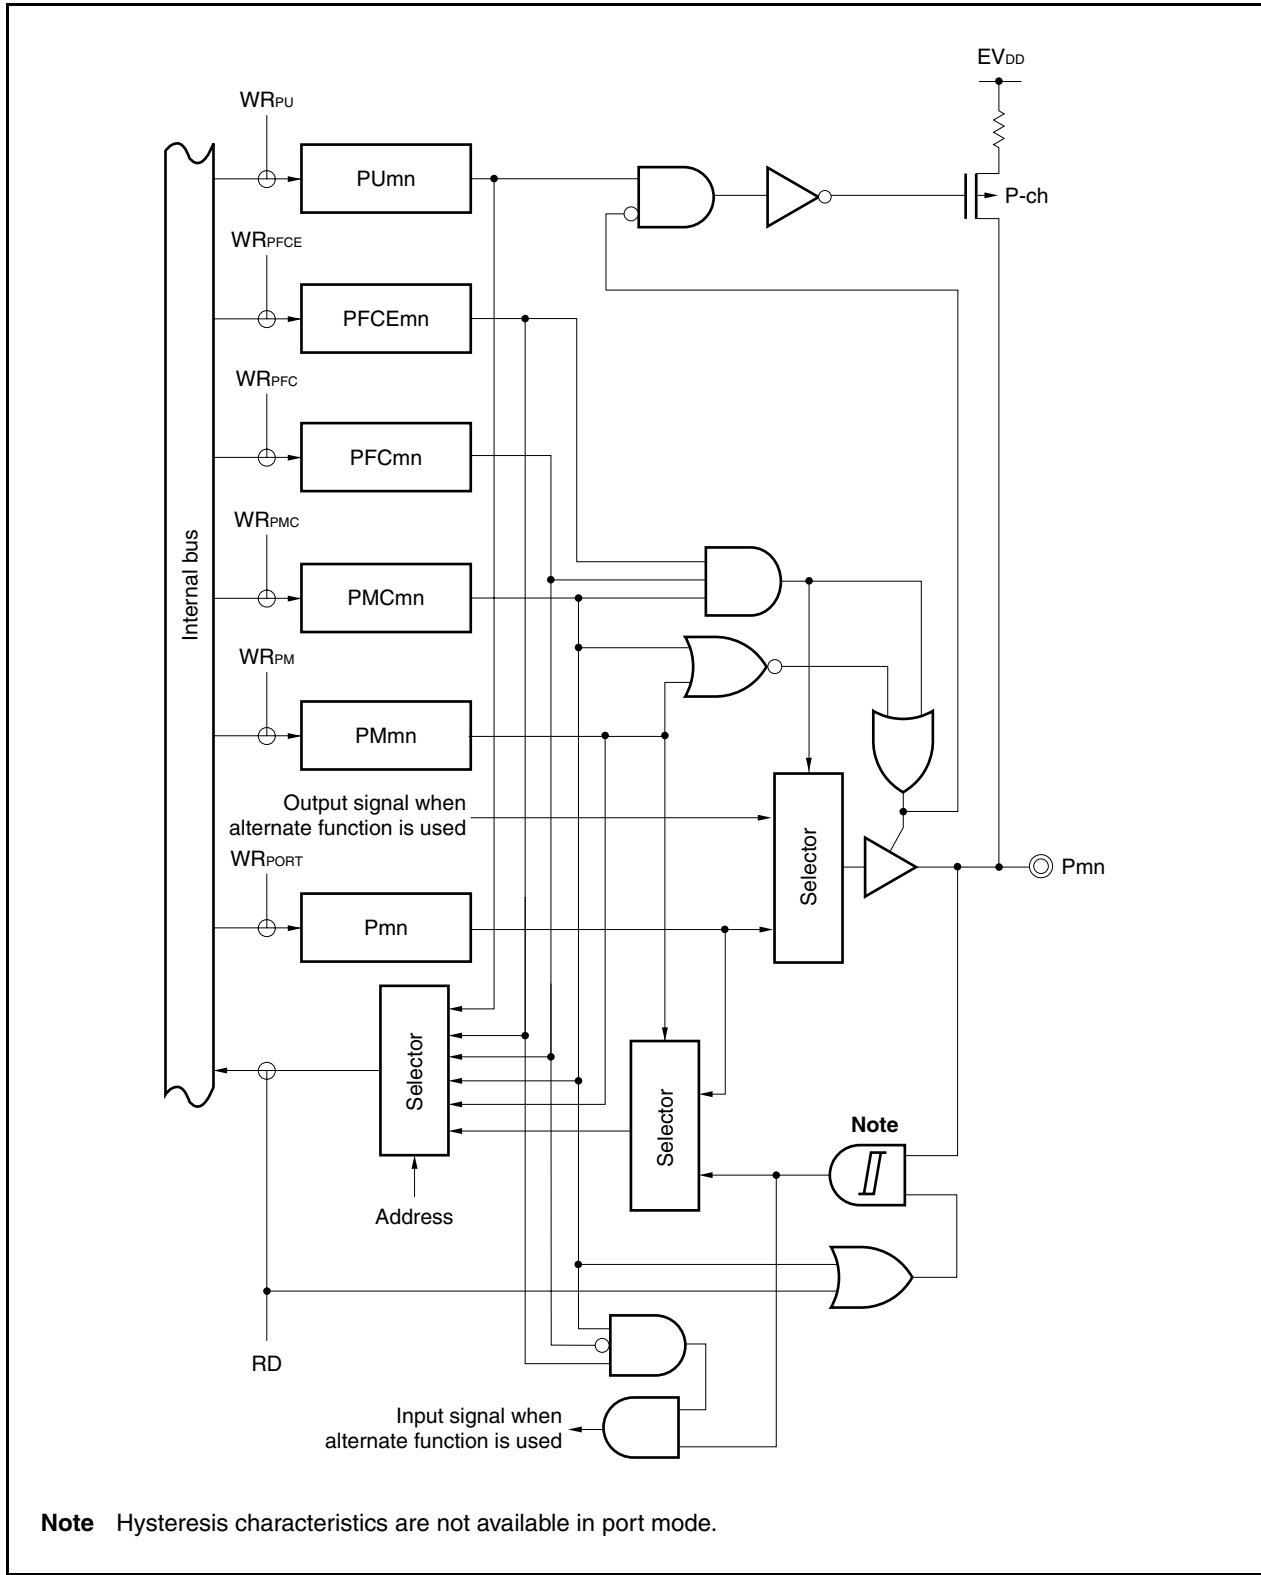 EVDD
WRPU
PUmn
P-ch
WRPFCE
PFCEmn
WRPFC
PFCmn
WRPMC
Internal bus
PMCmn
WRPM
PMmn
Output signal when
alternate function is used
WRPORT
Selector
Pmn
Pmn
Selector
Selector
Note
Address
RD
Input signal when
alternate function is used
Note Hysteresis characteristics are not available in port mode.